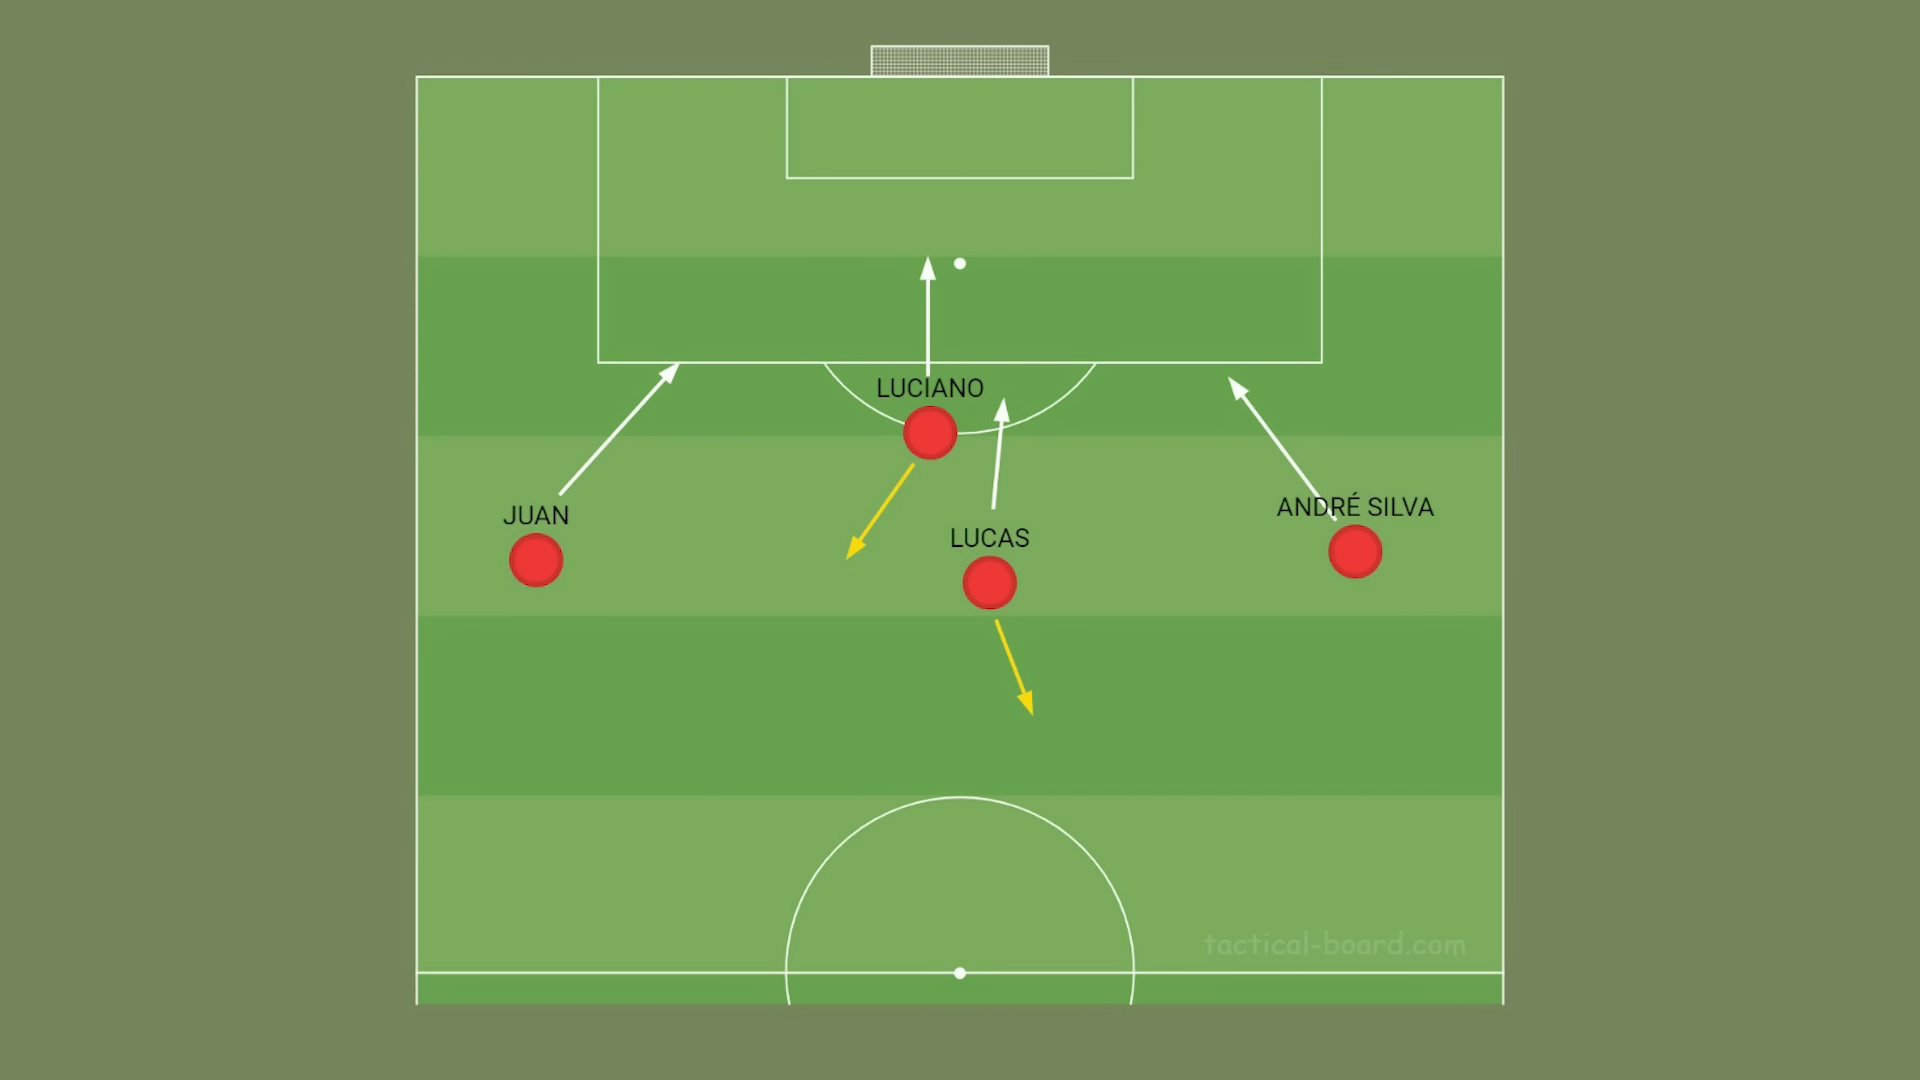 LUCIANO
JUAN
ANDRÉ SILVA
LUCAS
tactical-board.com